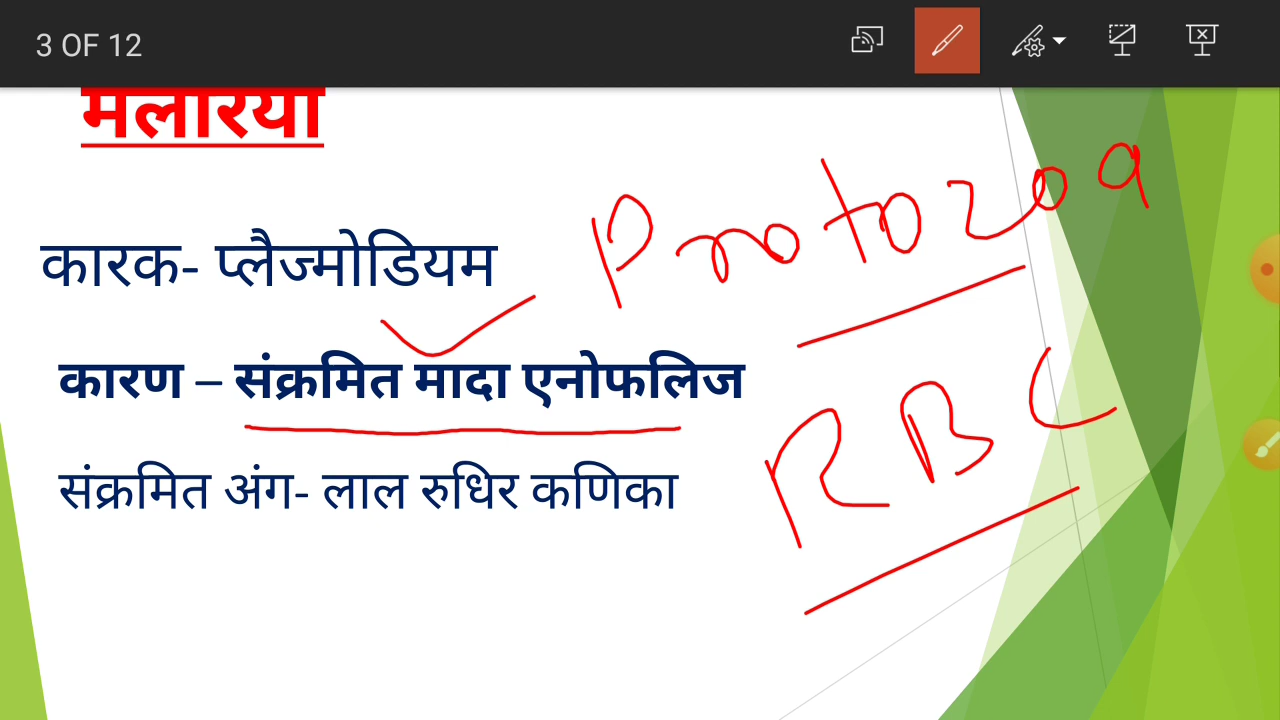 3 OF 12
मलेरिया
कारक- प्लैज्मोडियम
Protozoa
कारण – संक्रमित मादा एनोफलिज
RBC
संक्रमित अंग- लाल रुधिर कणिका